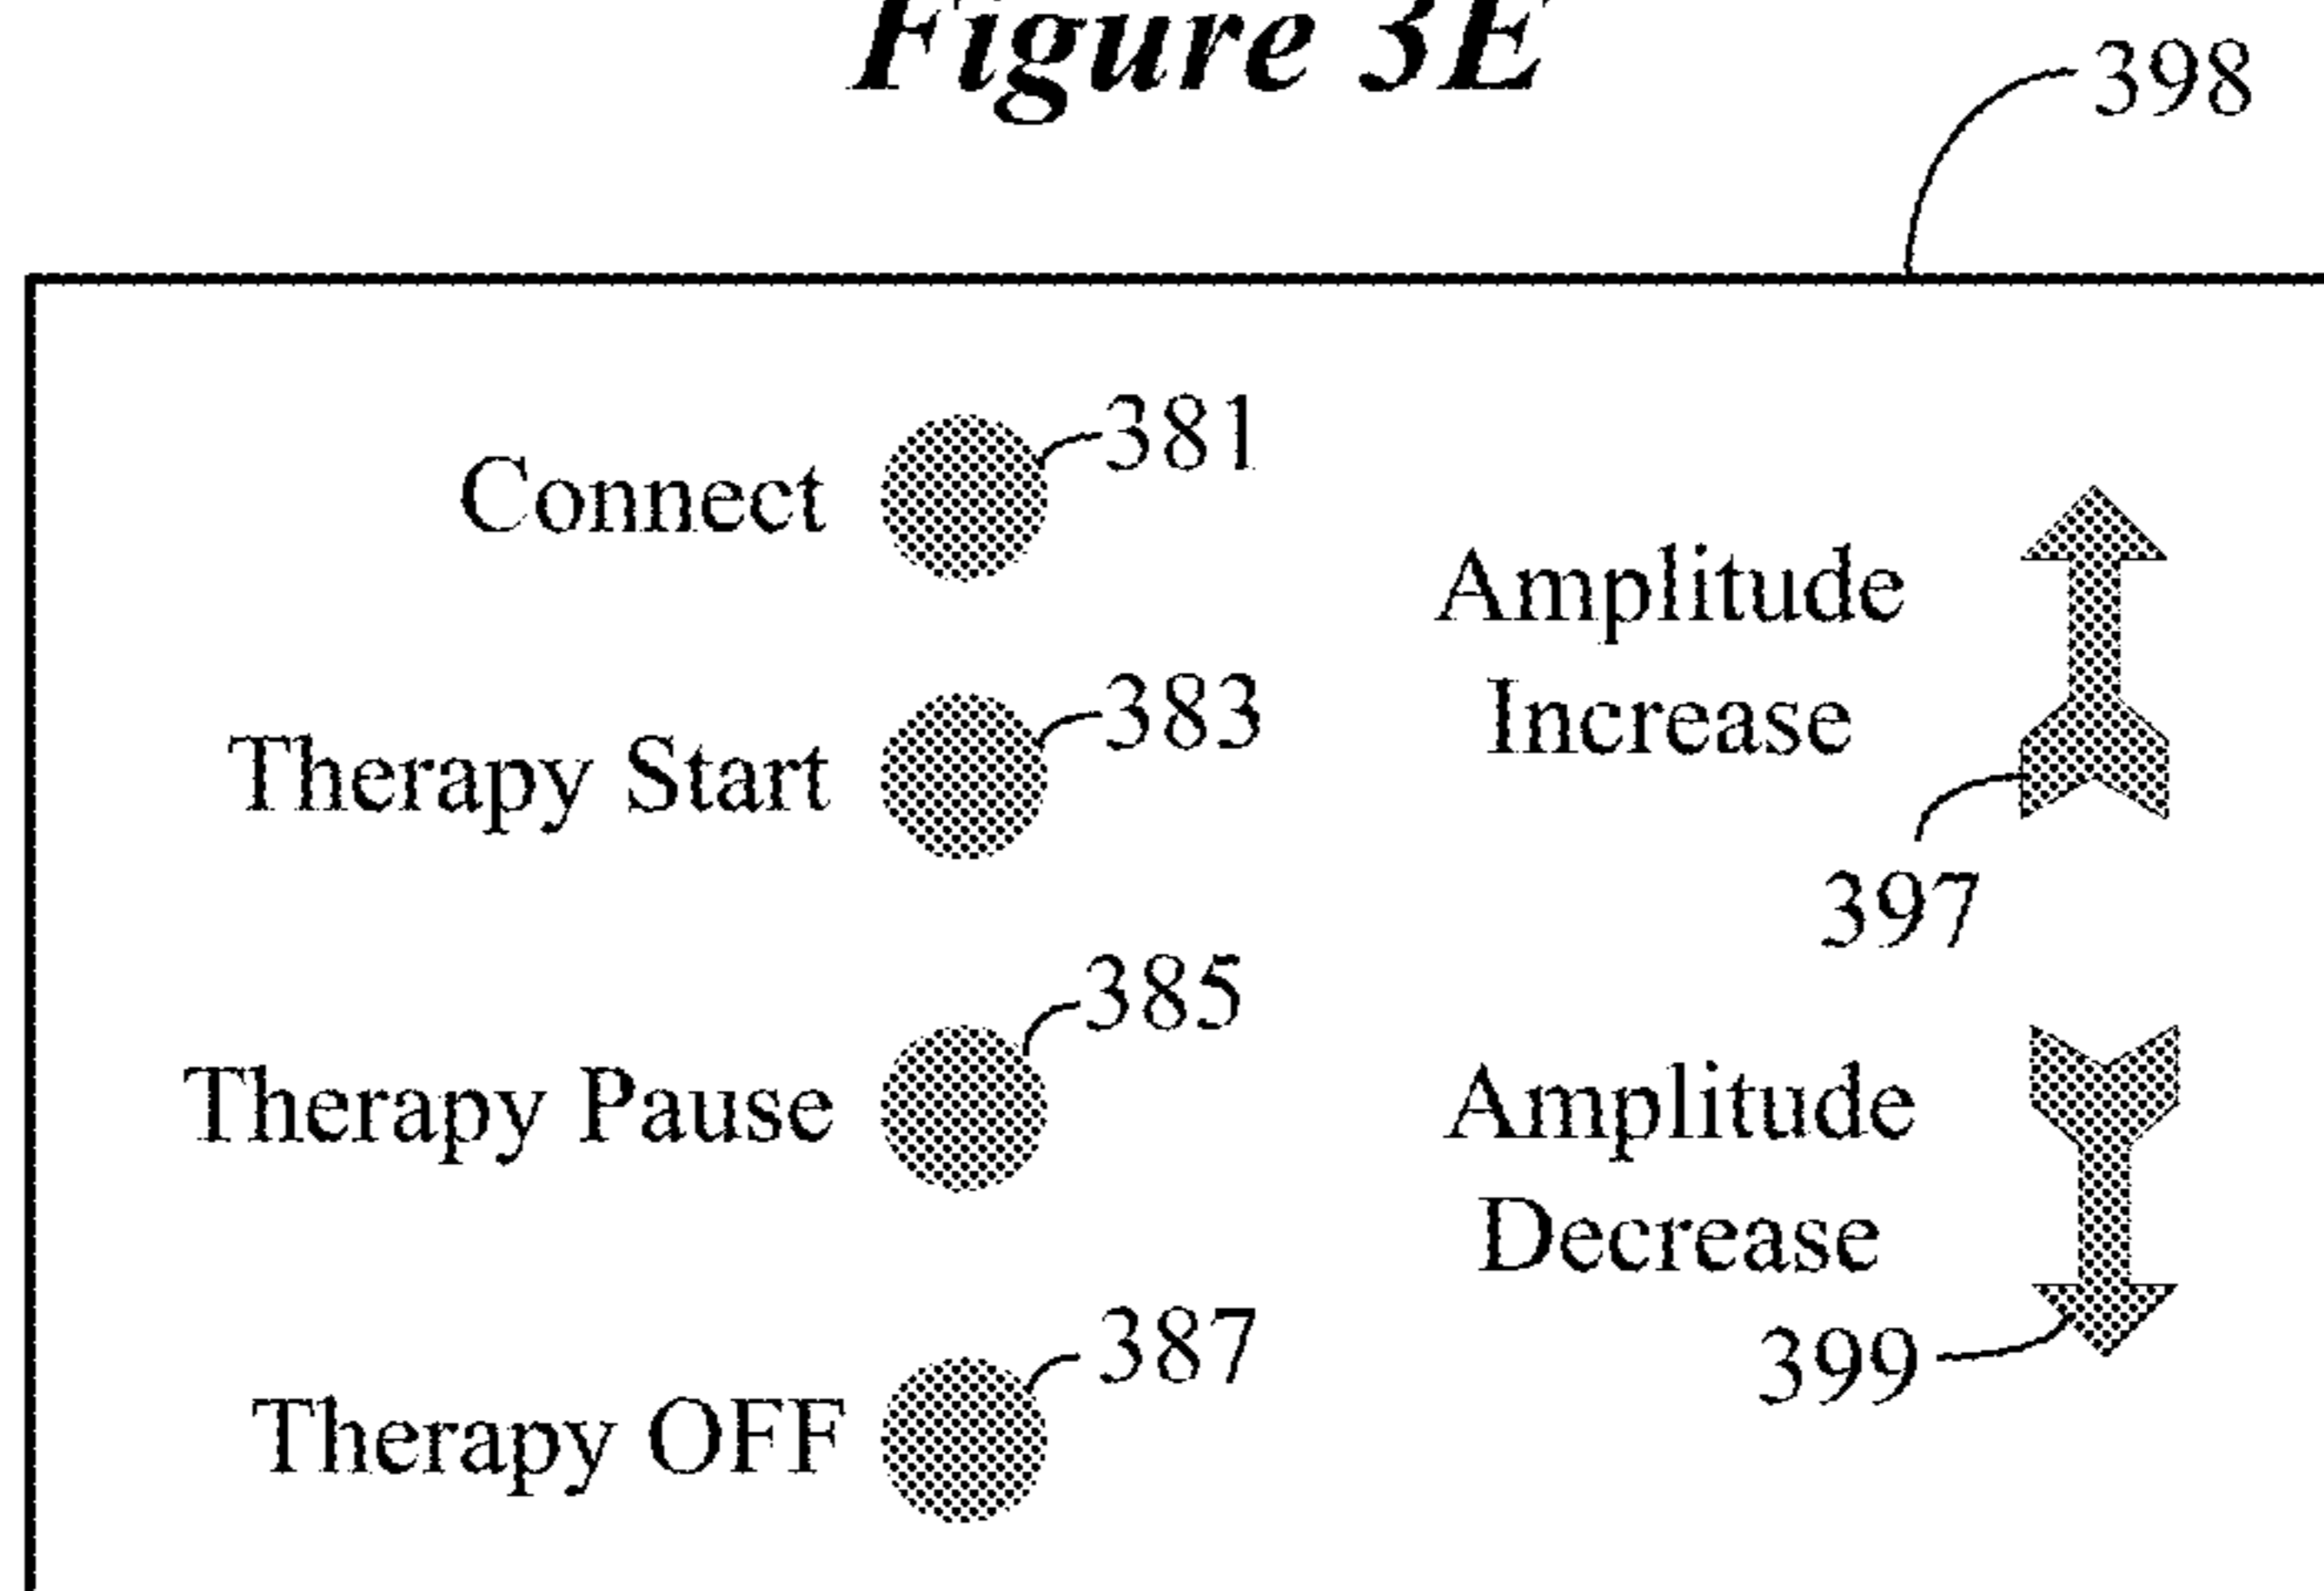 Figure 3E
398
Connect
381
Therapy Start
383
Therapy Pause
385
Therapy OFF
387
Amplitude
Increase
397
Amplitude
Decrease
399